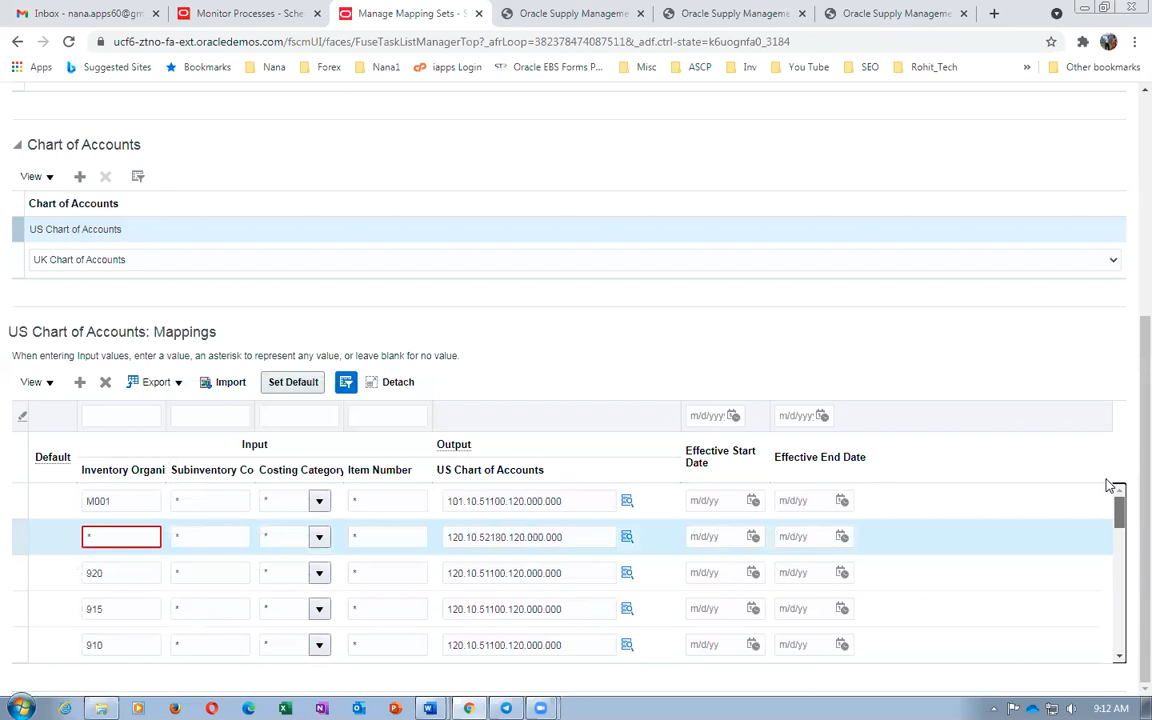 Inbox - nana.apps60@gm
Monitor Processes - Sche
Manage Mapping Sets - S
Oracle Supply Manageme
Oracle Supply Manageme
Oracle Supply Manageme
ucf6-ztno-fa-ext.oracledemos.com/fscmUI/faces/FuseTaskListManagerTop?_afrLoop=382378474087511&_adf.ctrl-state=k6uognfa0_3184
Apps Suggested Sites Bookmarks Nana Forex Nana1 iapps Login Oracle EBS Forms P... Misc ASCP Inv You Tube SEO Rohit_Tech » Other bookmarks
Chart of Accounts
View
Chart of Accounts
US Chart of Accounts
UK Chart of Accounts
US Chart of Accounts: Mappings
When entering Input values, enter a value, an asterisk to represent any value, or leave blank for no value.
View Export Import Set Default Detach
m/d/yyy m/d/yyy
Default Input Output Effective Start Date Effective End Date
Inventory Organi Subinventory Co Costing Category Item Number US Chart of Accounts
M001 * * * 101.10.51100.120.000.000 m/d/yy m/d/yy
* * * * 120.10.52180.120.000.000 m/d/yy m/d/yy
920 * * * 120.10.51100.120.000.000 m/d/yy m/d/yy
915 * * * 120.10.51100.120.000.000 m/d/yy m/d/yy
910 * * * 120.10.51100.120.000.000 m/d/yy m/d/yy
9:12 AM